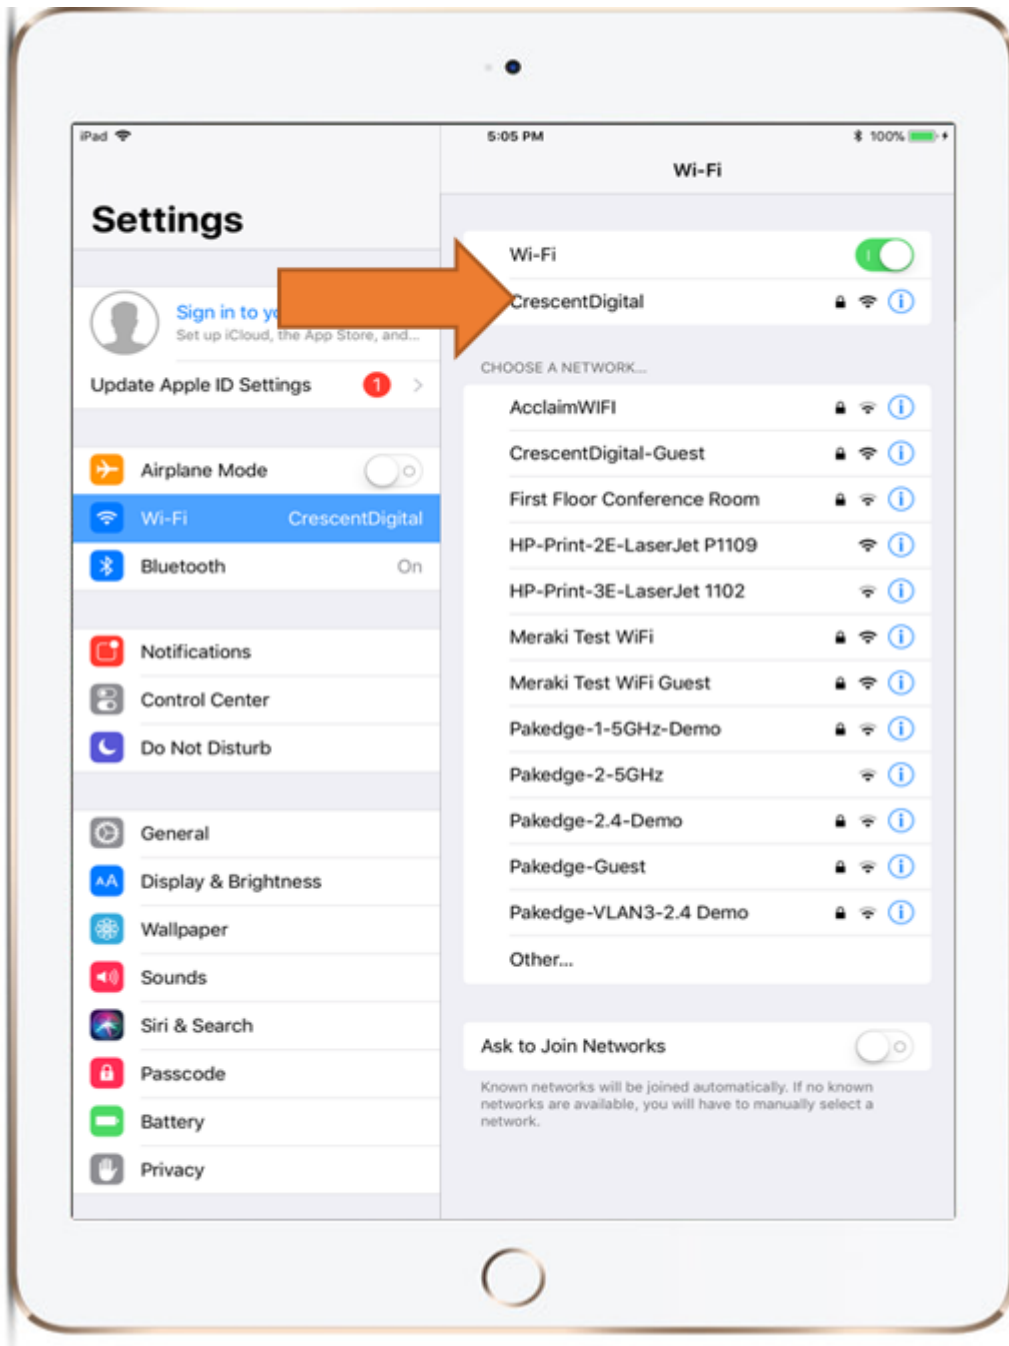 iPad
5:05 PM
100%
Settings
Wi-Fi
Sign in to yo
Set up iCloud, the App Store, and...
Update Apple ID Settings 1
Airplane Mode
Wi-Fi CrescentDigital
Bluetooth On
Notifications
Control Center
Do Not Disturb
General
AA Display & Brightness
Wallpaper
Sounds
Siri & Search
Passcode
Battery
Privacy
Wi-Fi
CrescentDigital
CHOOSE A NETWORK...
AcclaimWIFI
CrescentDigital-Guest
First Floor Conference Room
HP-Print-2E-LaserJet P1109
HP-Print-3E-LaserJet 1102
Meraki Test WiFi
Meraki Test WiFi Guest
Pakedge-1-5GHz-Demo
Pakedge-2-5GHz
Pakedge-2.4-Demo
Pakedge-Guest
Pakedge-VLAN3-2.4 Demo
Other...
Ask to Join Networks
Known networks will be joined automatically. If no known
networks are available, you will have to manually select a
network.